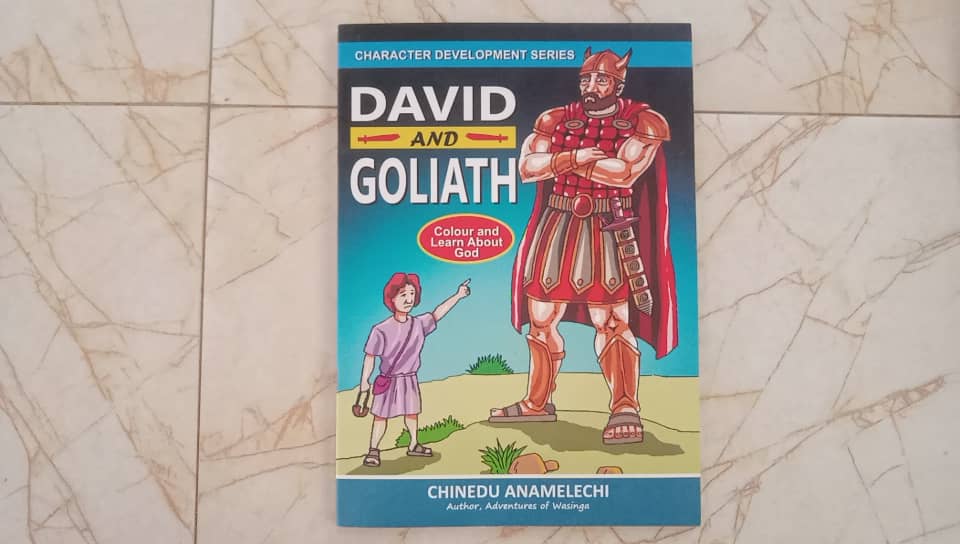 CHARACTER DEVELOPMENT SERIES
DAVID
AND
GOLIATH
Colour and
Learn About
God
CHINEDU ANAMELECHI
Author, Adventures of Wasinga